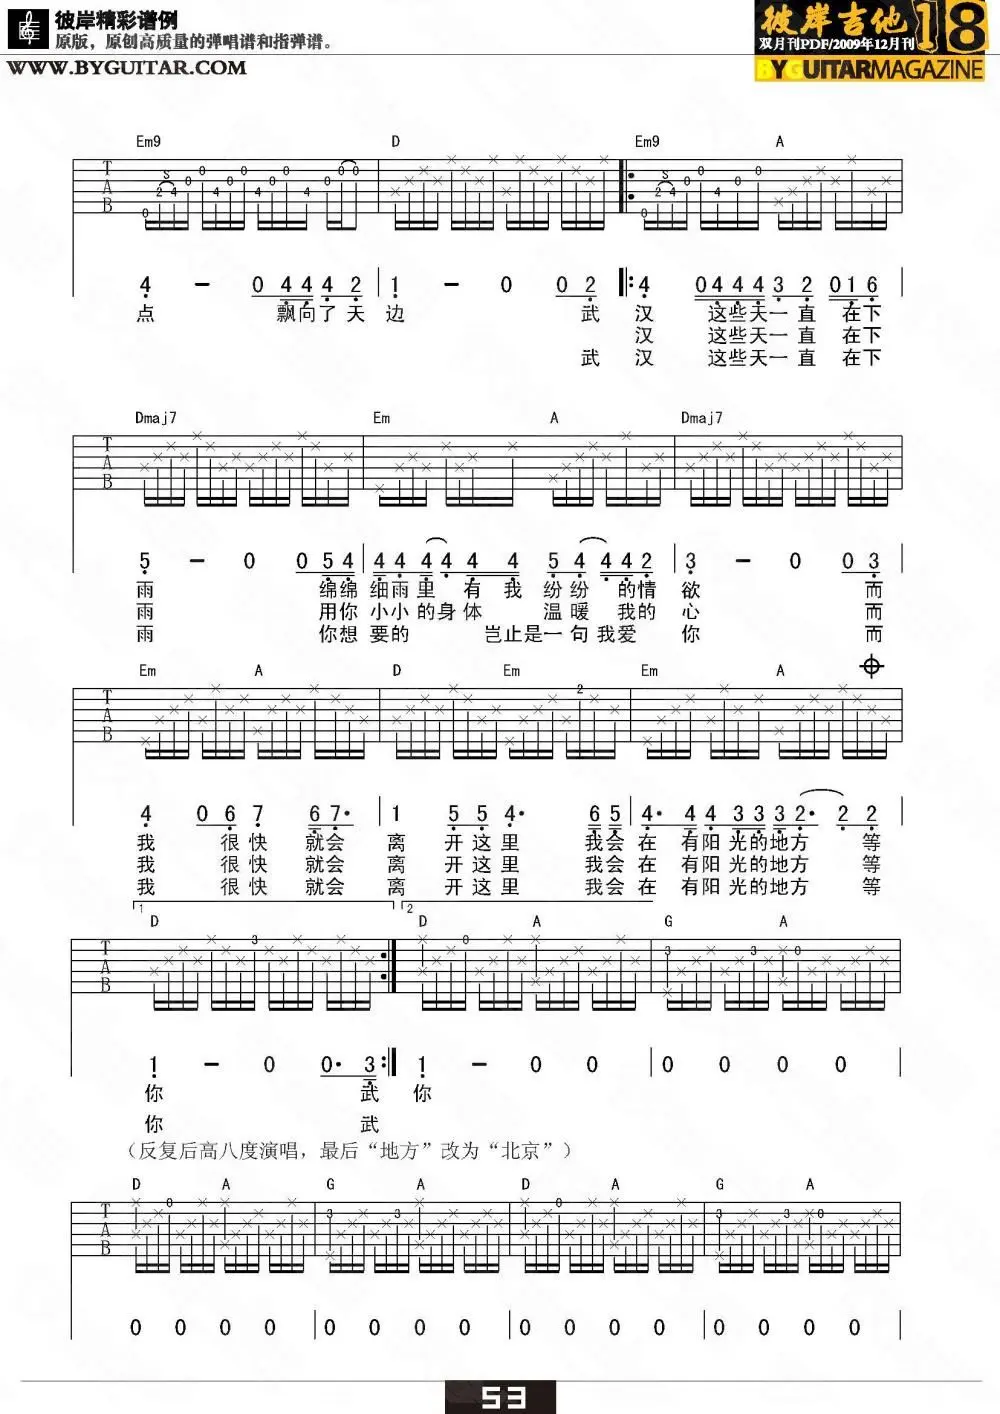 彼岸精彩谱例
原版，原创高质量的弹唱谱和指弹谱。
WWW.BYGUITAR.COM
彼岸吉他 18
双月刊PDF/2009年12月刊
BYGUITARMAGAZINE
Em9 D Em9 A
4 - 0 4 4 4 2 1 - 0 0 2 4 0 4 4 4 3 2 0 1 6
点 飘向了天 边 武 汉 这些天一直 在下
汉 这些天一直 在下
武 汉 这些天一直 在下
Dmaj7 Em A Dmaj7
5 - 0 0 5 4 4 4 4 4 4 4 5 4 4 4 2 3 - 0 0 3
雨 绵绵 细雨里 有 我 纷纷 的情 欲 而
雨 用你 小小的身体 温暖 我的 心 而
雨 你想 要的 岂止是一句我爱 你 而
Em A D Em Em A
4 0 6 7 6 7· 1 5 5 4· 6 5 4· 4 4 3 3 3 2· 2 2
我 很快 就会 离 开这里 我会在 有阳光的地方 等
我 很快 就会 离 开这里 我会在 有阳光的地方 等
我 很快 就会 离 开这里 我会在 有阳光的地方 等
1 2
D D A G A
1 - 0 0· 3 1 - 0 0 0 0 0 0
你 武 你
你 武
（反复后高八度演唱，最后“地方”改为“北京”）
D A G A D A G A
0 0 0 0 0 0 0 0 0 0 0 0 0 0 0 0
53